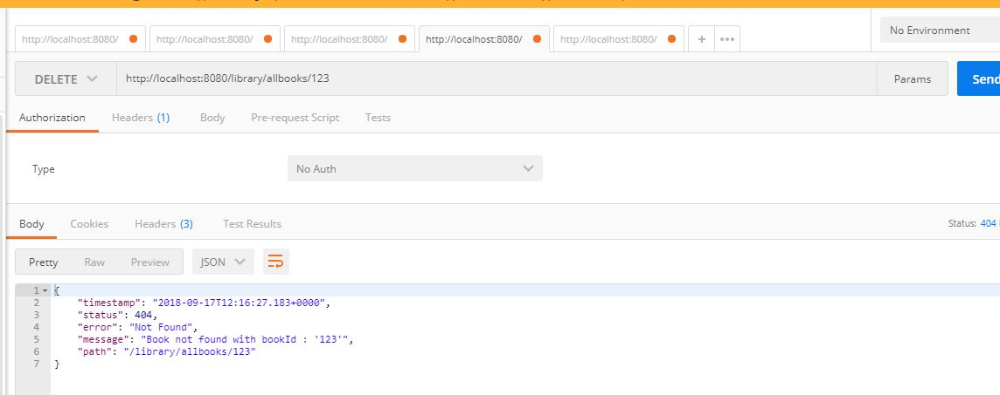 http://localhost:8080/ http://localhost:8080/ http://localhost:8080/ http://localhost:8080/ http://localhost:8080/ + ••• No Environment
DELETE http://localhost:8080/library/allbooks/123 Params Send
Authorization Headers (1) Body Pre-request Script Tests
Type No Auth
Body Cookies Headers (3) Test Results Status: 404
Pretty Raw Preview JSON
1 {
2 "timestamp": "2018-09-17T12:16:27.183+0000",
3 "status": 404,
4 "error": "Not Found",
5 "message": "Book not found with bookId : '123'",
6 "path": "/library/allbooks/123"
7 }